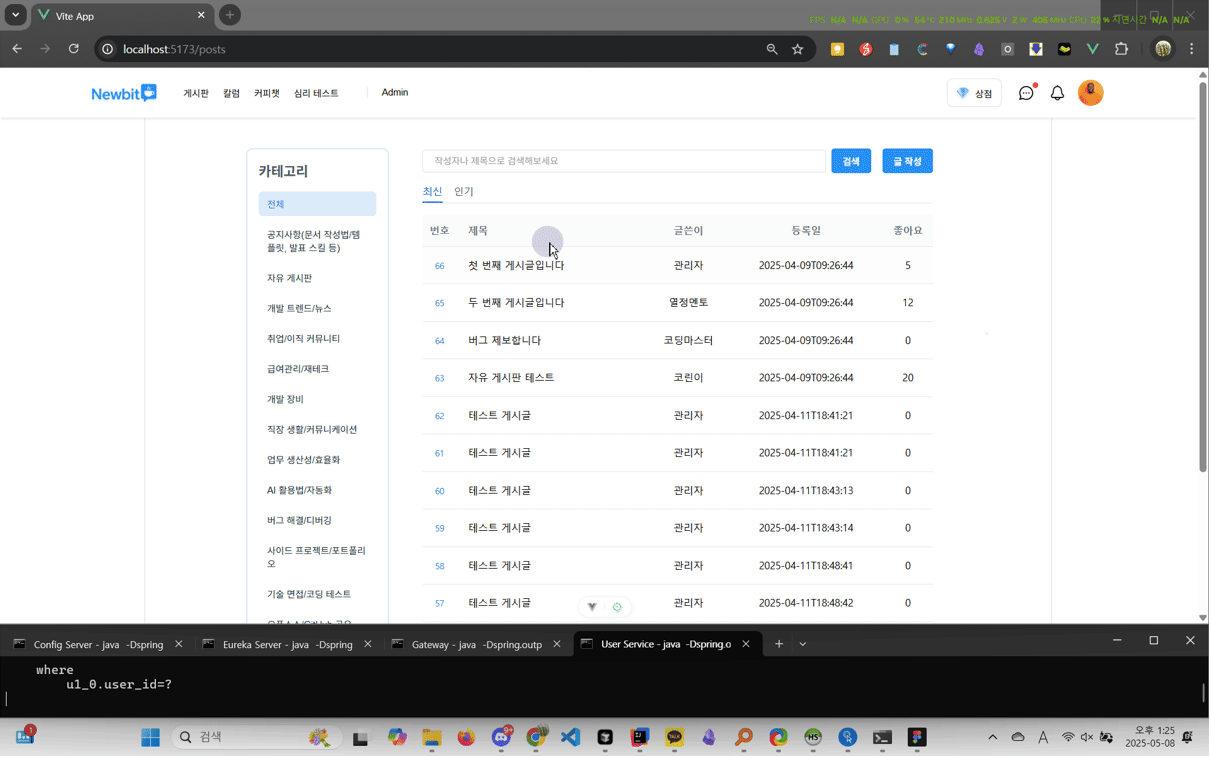 Vite App
FPS N/A N/A GPU 0 % 54 °C 210 MHz 0.625 V 2 W 405 MHz CPU 22 % 지연시간 N/A N/A
localhost:5173/posts
Newbit 게시판 칼럼 커피챗 심리 테스트 Admin 상점
카테고리
전체
공지사항(문서 작성법/템
플릿, 발표 스킬 등)
자유 게시판
개발 트렌드/뉴스
취업/이직 커뮤니티
급여관리/재테크
개발 장비
직장 생활/커뮤니케이션
업무 생산성/효율화
AI 활용법/자동화
버그 해결/디버깅
사이드 프로젝트/포트폴리
오
기술 면접/코딩 테스트
작성자나 제목으로 검색해보세요 검색 글 작성
최신 인기
번호 제목 글쓴이 등록일 좋아요
66 첫 번째 게시글입니다 관리자 2025-04-09T09:26:44 5
65 두 번째 게시글입니다 열정멘토 2025-04-09T09:26:44 12
64 버그 제보합니다 코딩마스터 2025-04-09T09:26:44 0
63 자유 게시판 테스트 코린이 2025-04-09T09:26:44 20
62 테스트 게시글 관리자 2025-04-11T18:41:21 0
61 테스트 게시글 관리자 2025-04-11T18:41:21 0
60 테스트 게시글 관리자 2025-04-11T18:43:13 0
59 테스트 게시글 관리자 2025-04-11T18:43:14 0
58 테스트 게시글 관리자 2025-04-11T18:48:41 0
57 테스트 게시글 관리자 2025-04-11T18:48:42 0
Config Server - java -Dspring Eureka Server - java -Dspring Gateway - java -Dspring.outp User Service - java -Dspring.o
where
u1_0.user_id=?
1 검색 9+ TALK HS A 오후 1:25
2025-05-08